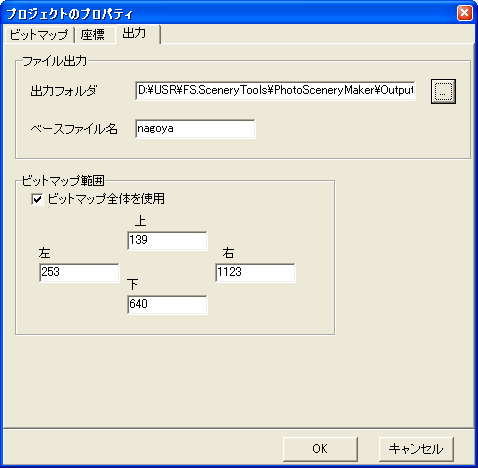 プロジェクトのプロパティ
ビットマップ 座標 出力
ファイル出力
出力フォルダ D:¥USR¥FS.SceneryTools¥PhotoSceneryMaker¥Output ...
ベースファイル名 nagoya
ビットマップ範囲
ビットマップ全体を使用
上
139
左 右
253 1123
下
640
OK キャンセル